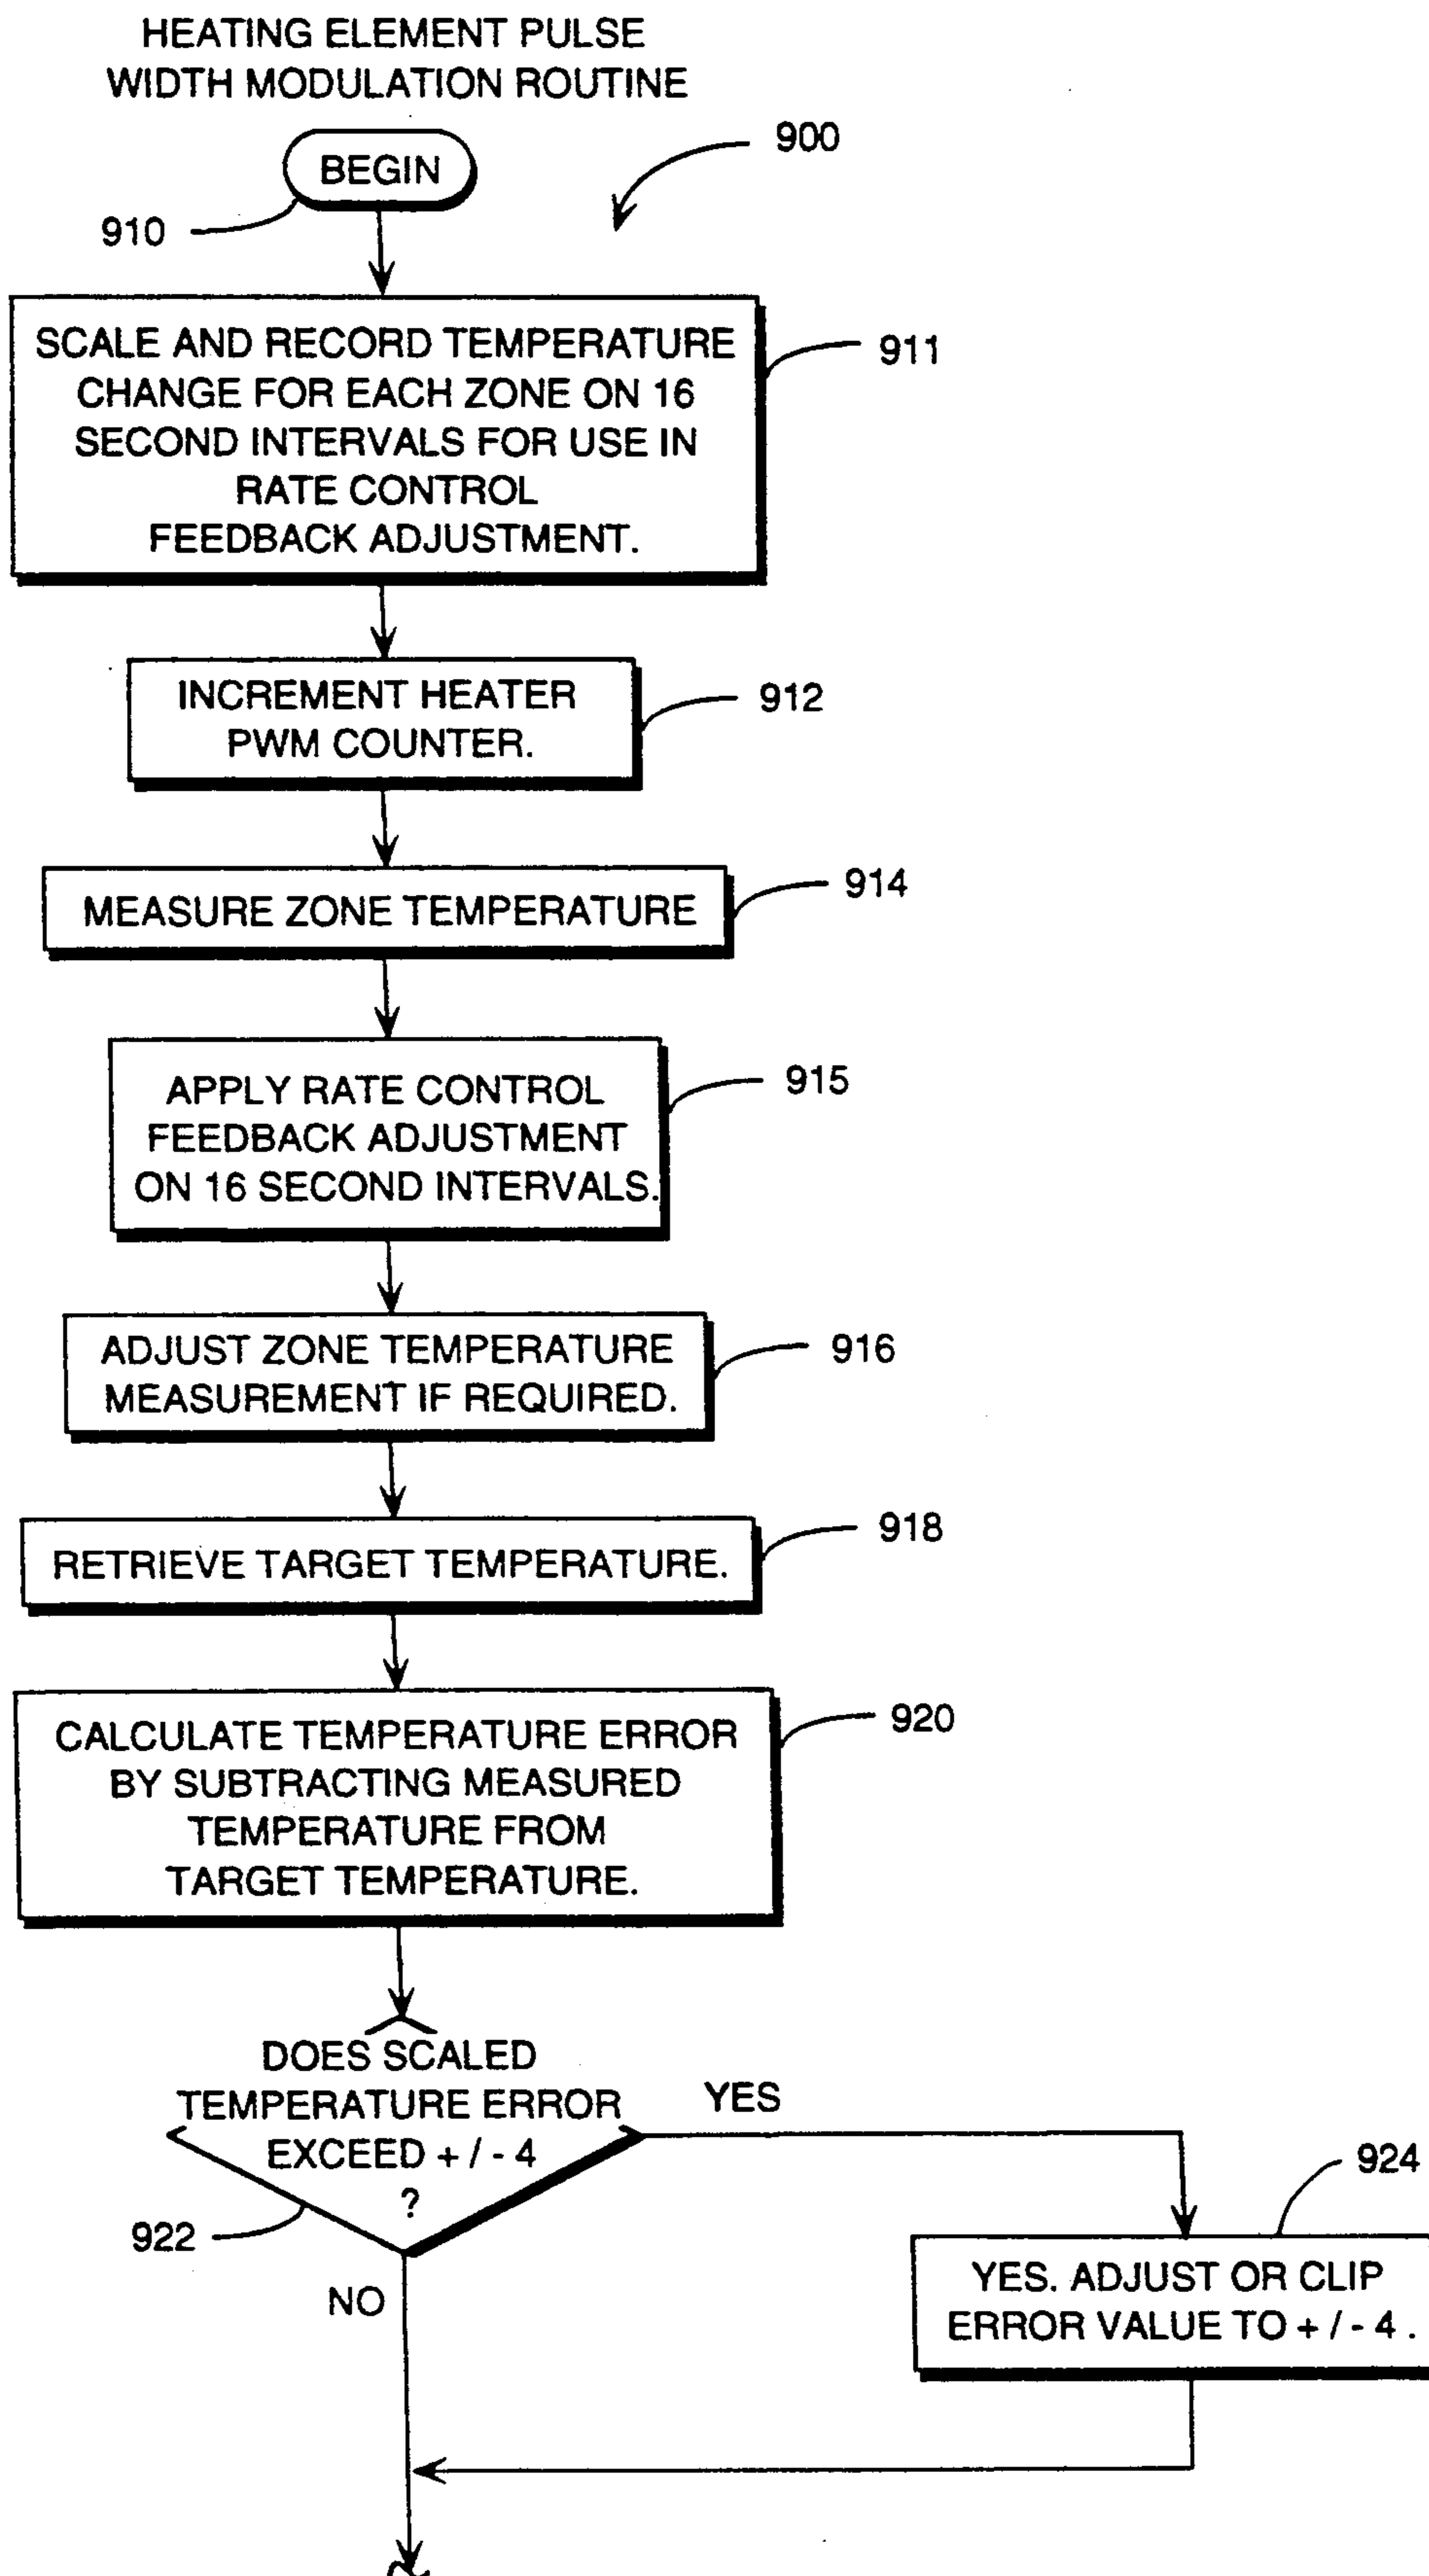 HEATING ELEMENT PULSE
WIDTH MODULATION ROUTINE
900
BEGIN
910
SCALE AND RECORD TEMPERATURE
CHANGE FOR EACH ZONE ON 16
SECOND INTERVALS FOR USE IN
RATE CONTROL
FEEDBACK ADJUSTMENT.
911
INCREMENT HEATER
PWM COUNTER.
912
MEASURE ZONE TEMPERATURE
914
APPLY RATE CONTROL
FEEDBACK ADJUSTMENT
ON 16 SECOND INTERVALS.
915
ADJUST ZONE TEMPERATURE
MEASUREMENT IF REQUIRED.
916
RETRIEVE TARGET TEMPERATURE.
918
CALCULATE TEMPERATURE ERROR
BY SUBTRACTING MEASURED
TEMPERATURE FROM
TARGET TEMPERATURE.
920
DOES SCALED
TEMPERATURE ERROR
EXCEED + / - 4
?
922
YES
NO
924
YES. ADJUST OR CLIP
ERROR VALUE TO + / - 4 .